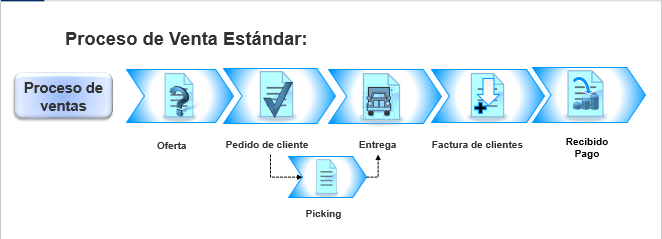 Proceso de Venta Estándar:
Proceso de
ventas
Oferta
Pedido de cliente
Entrega
Factura de clientes
Recibido
Pago
Picking